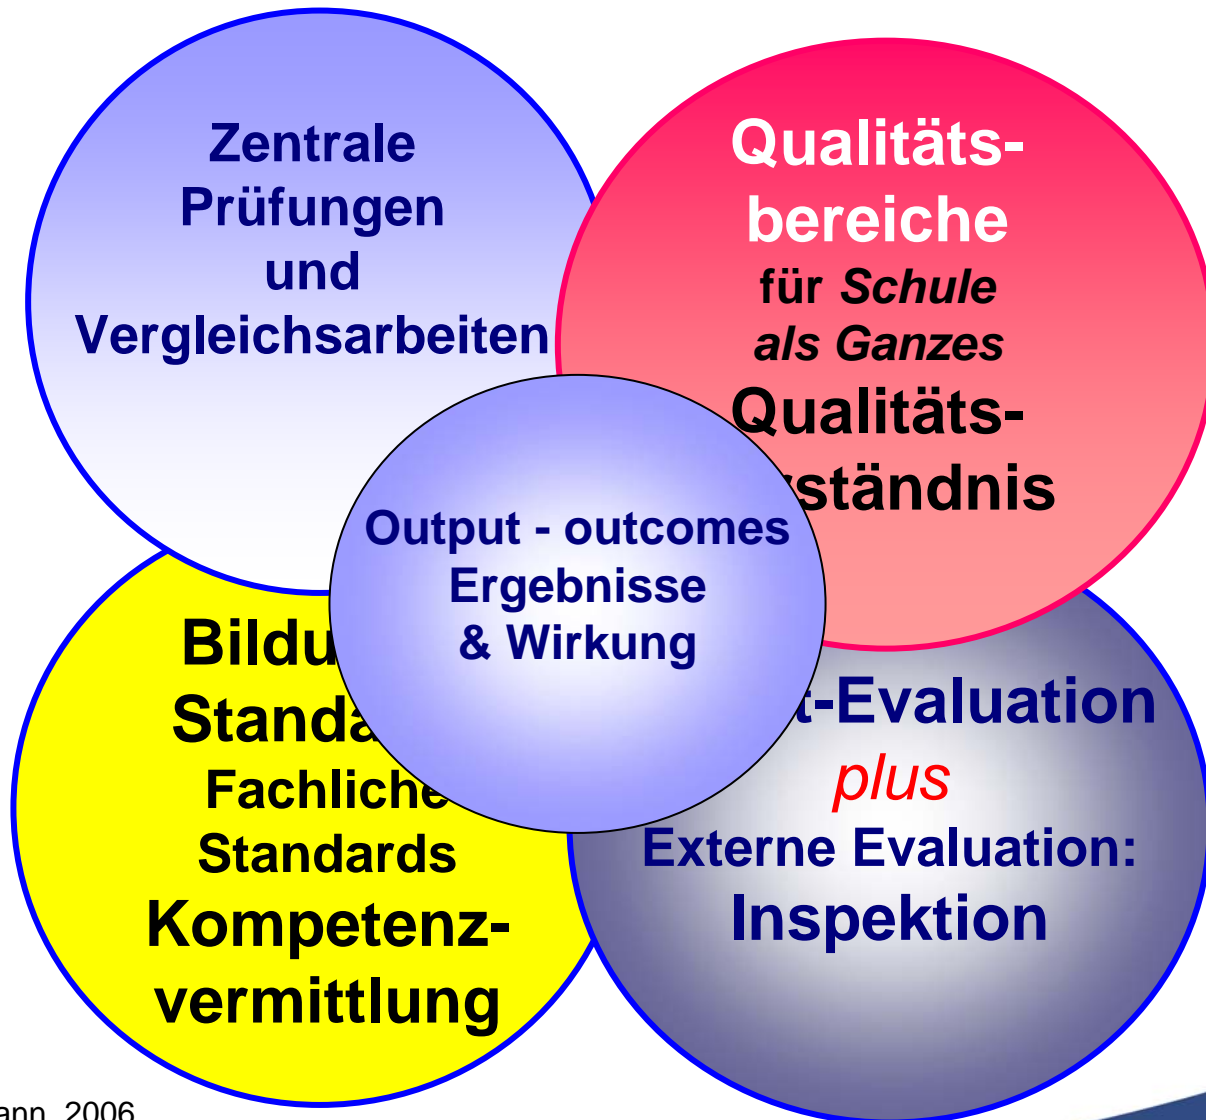 Zentrale
Prüfungen
und
Vergleichsarbeiten
Qualitäts-
bereiche
für Schule
als Ganzes
Qualitäts-
ständnis
Output - outcomes
Ergebnisse
& Wirkung
Bildu
Standa
Fachliche
Standards
Kompetenz-
vermittlung
t-Evaluation
plus
Externe Evaluation:
Inspektion
ann, 2006